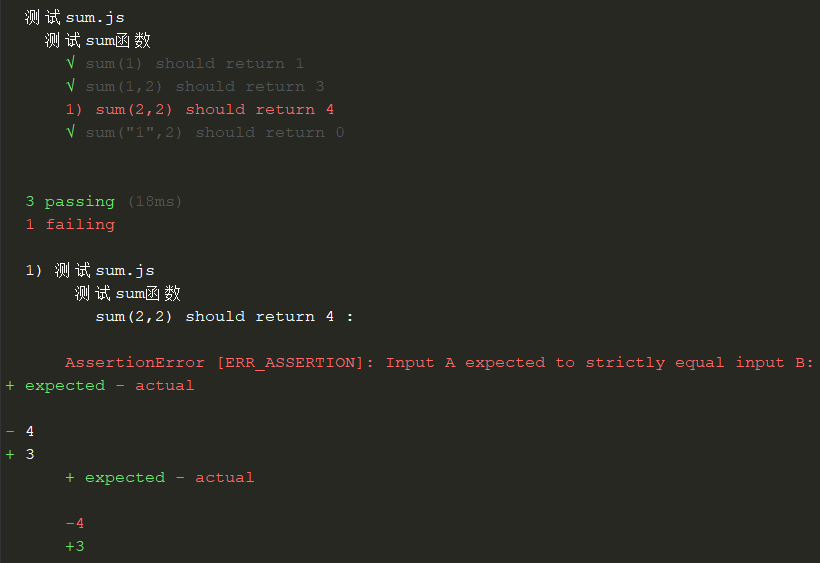 测试sum.js
测试sum函数
√ sum(1) should return 1
√ sum(1,2) should return 3
1) sum(2,2) should return 4
√ sum("1",2) should return 0
3 passing (18ms)
1 failing
1) 测试sum.js
测试sum函数
sum(2,2) should return 4 :
AssertionError [ERR_ASSERTION]: Input A expected to strictly equal input B:
+ expected - actual
- 4
+ 3
+ expected - actual
-4
+3